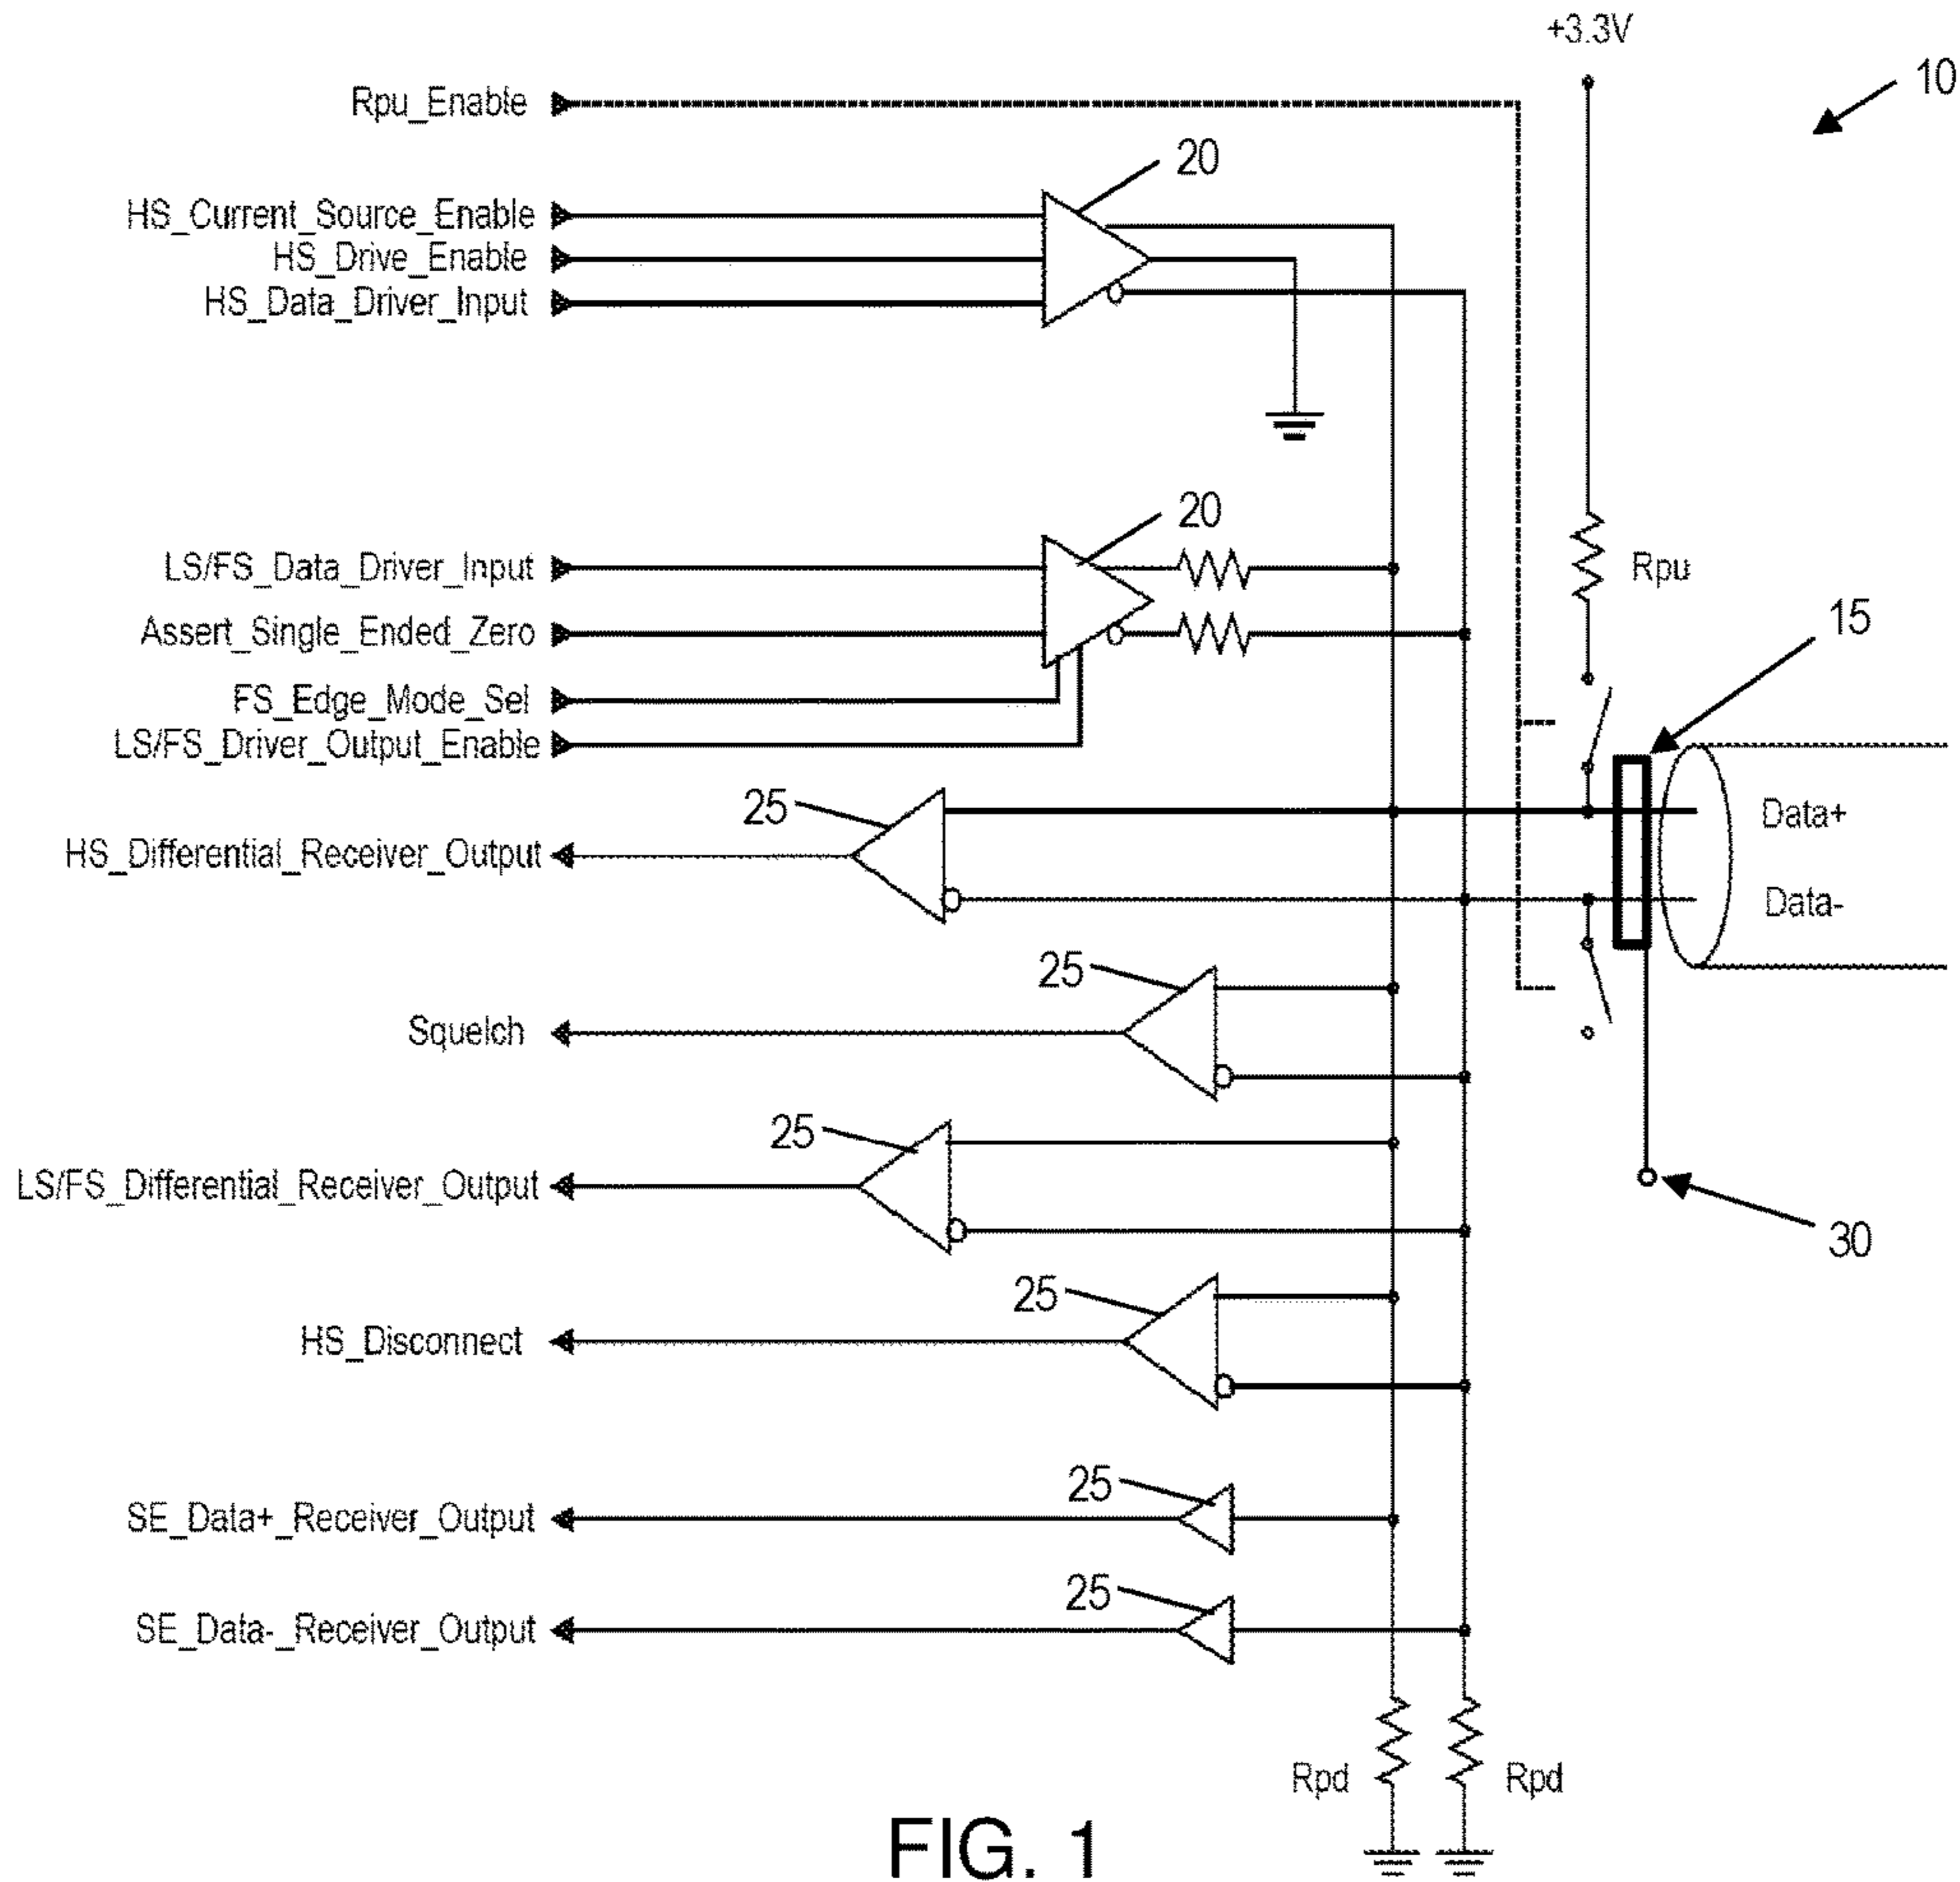 +3.3V
10
Rpu_Enable
20
HS_Current_Source_Enable
HS_Drive_Enable
HS_Data_Driver_Input
20
LS/FS_Data_Driver_Input
Rpu
15
Assert_Single_Ended_Zero
FS_Edge_Mode_Sel
LS/FS_Driver_Output_Enable
25
Data+
HS_Differential_Receiver_Output
Data-
25
Squelch
25
LS/FS_Differential_Receiver_Output
30
25
HS_Disconnect
25
SE_Data+_Receiver_Output
25
SE_Data-_Receiver_Output
Rpd
Rpd
FIG. 1